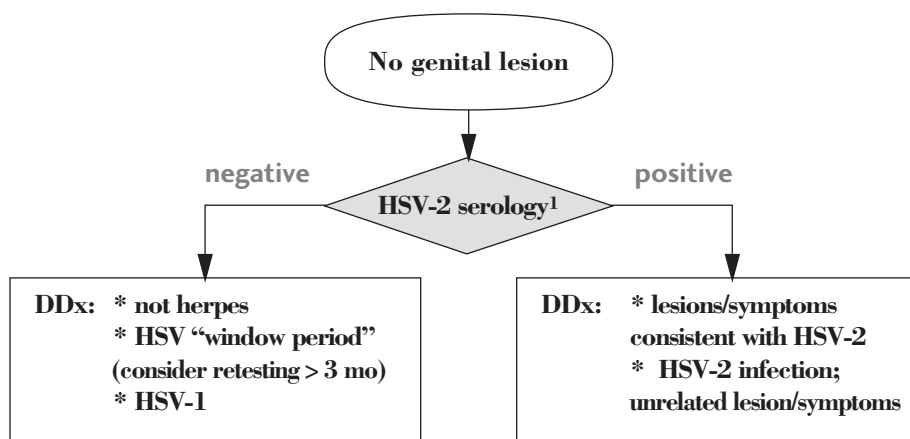 No genital lesion
negative
positive
HSV-2 serology¹
DDx: * not herpes
* HSV “window period”
(consider retesting > 3 mo)
* HSV-1
DDx: * lesions/symptoms
consistent with HSV-2
* HSV-2 infection;
unrelated lesion/symptoms